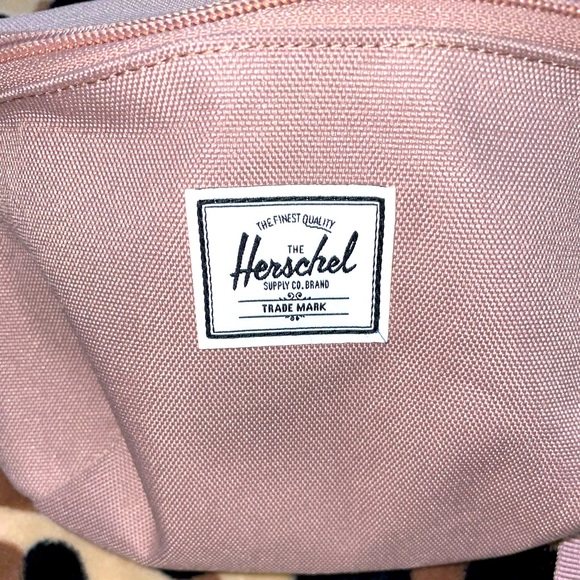 THE FINEST QUALITY
THE
Herschel
SUPPLY CO. BRAND
TRADE MARK